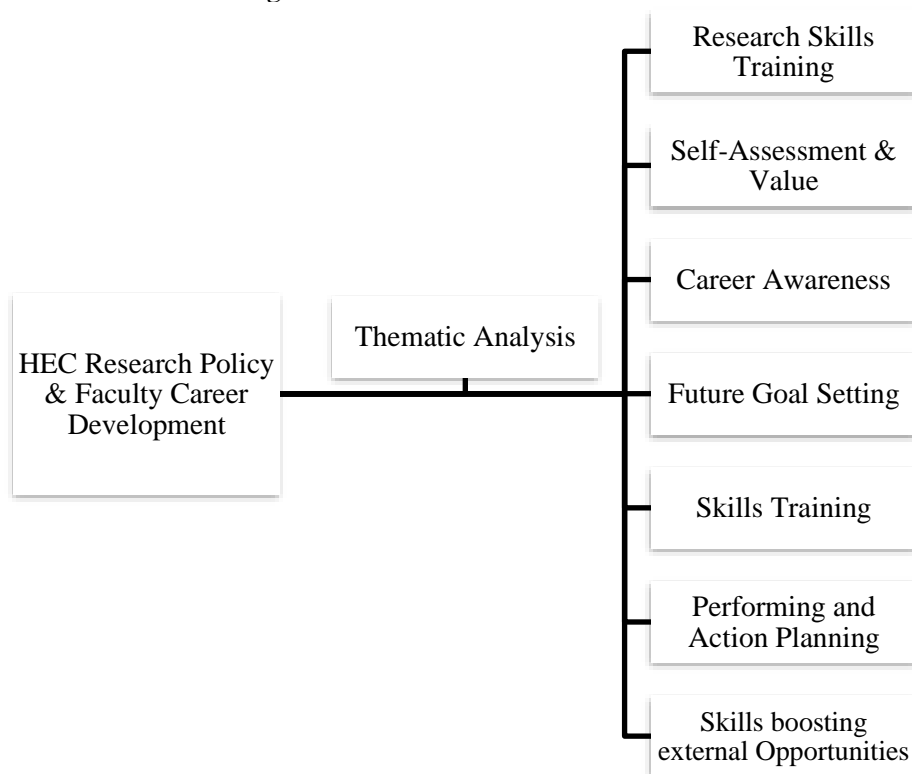 Research Skills
Training
Self-Assessment &
Value
Career Awareness
Thematic Analysis
HEC Research Policy
& Faculty Career
Development
Future Goal Setting
Skills Training
Performing and
Action Planning
Skills boosting
external Opportunities